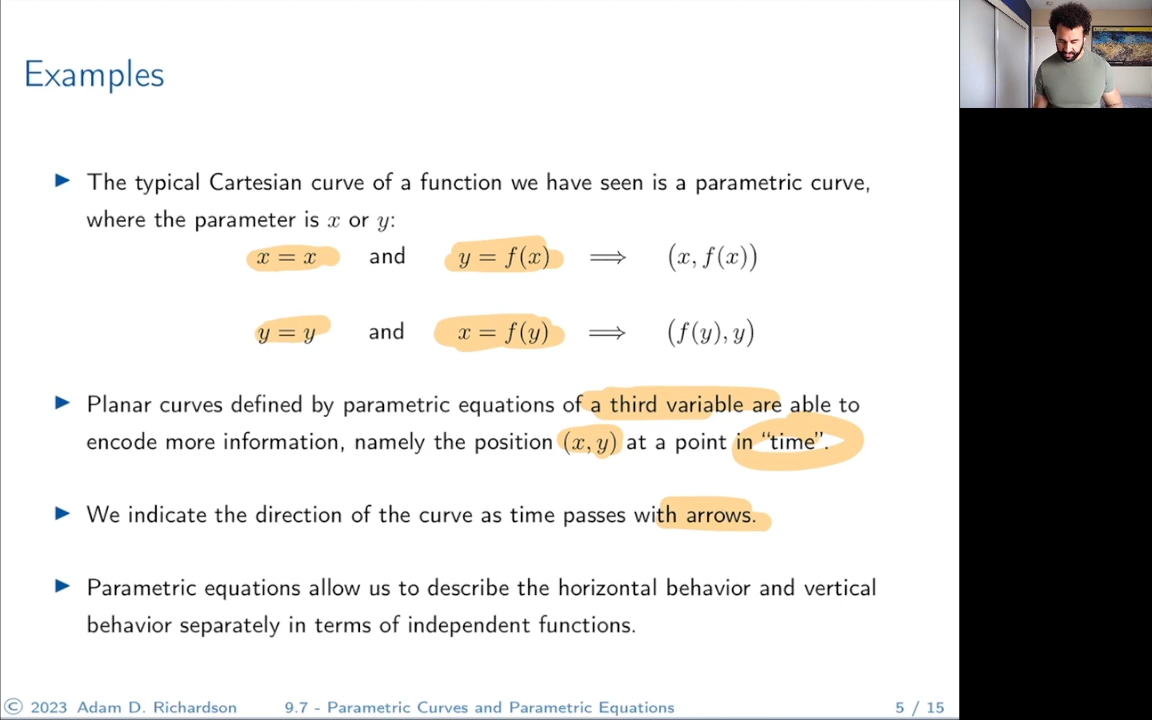 Examples
▶ The typical Cartesian curve of a function we have seen is a parametric curve,
where the parameter is x or y:
x = x and y = f(x) ⟹ (x, f(x))
y = y and x = f(y) ⟹ (f(y), y)
▶ Planar curves defined by parametric equations of a third variable are able to
encode more information, namely the position (x, y) at a point in “time”.
▶ We indicate the direction of the curve as time passes with arrows.
▶ Parametric equations allow us to describe the horizontal behavior and vertical
behavior separately in terms of independent functions.
© 2023 Adam D. Richardson 9.7 - Parametric Curves and Parametric Equations 5 / 15